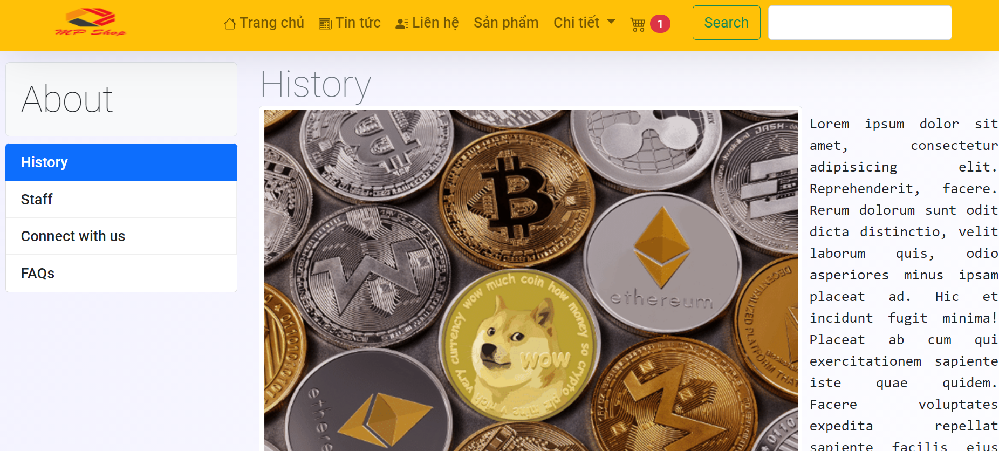 MP Shop
Trang chủ Tin tức Liên hệ Sản phẩm Chi tiết 1 Search
About
History
Staff
Connect with us
FAQs
History
DASH
DECENTRALIZED PLATFORM THAT
ethereum
very currency wow much coin how money so crypto plz mine v rich
WOW
ethere
Lorem ipsum dolor sit
amet, consectetur
adipisicing elit.
Reprehenderit, facere.
Rerum dolorum sunt odit
dicta distinctio, velit
laborum quis, odio
asperiores minus ipsam
placeat ad. Hic et
incidunt fugit minima!
Placeat ab cum qui
exercitationem sapiente
iste quae quidem.
Facere voluptates
expedita repellat
sapiente facilis eius